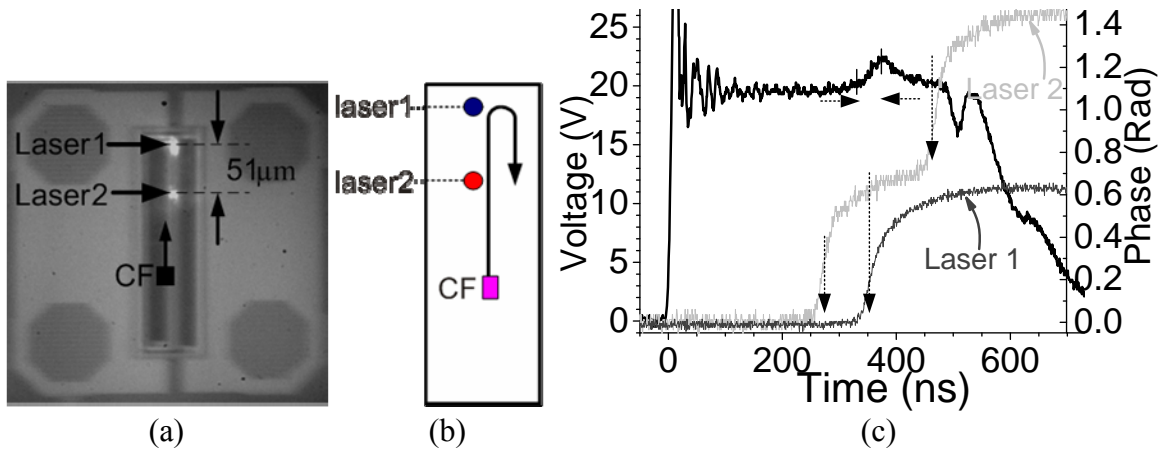 Laser1
Laser2
51μm
CF
(a)
laser1
laser2
CF
(b)
Voltage (V)
25
20
15
10
5
0
Laser 2
Laser 1
1.4
1.2
1.0
0.8
0.6
0.4
0.2
0.0
Phase (Rad)
0 200 400 600
Time (ns)
(c)